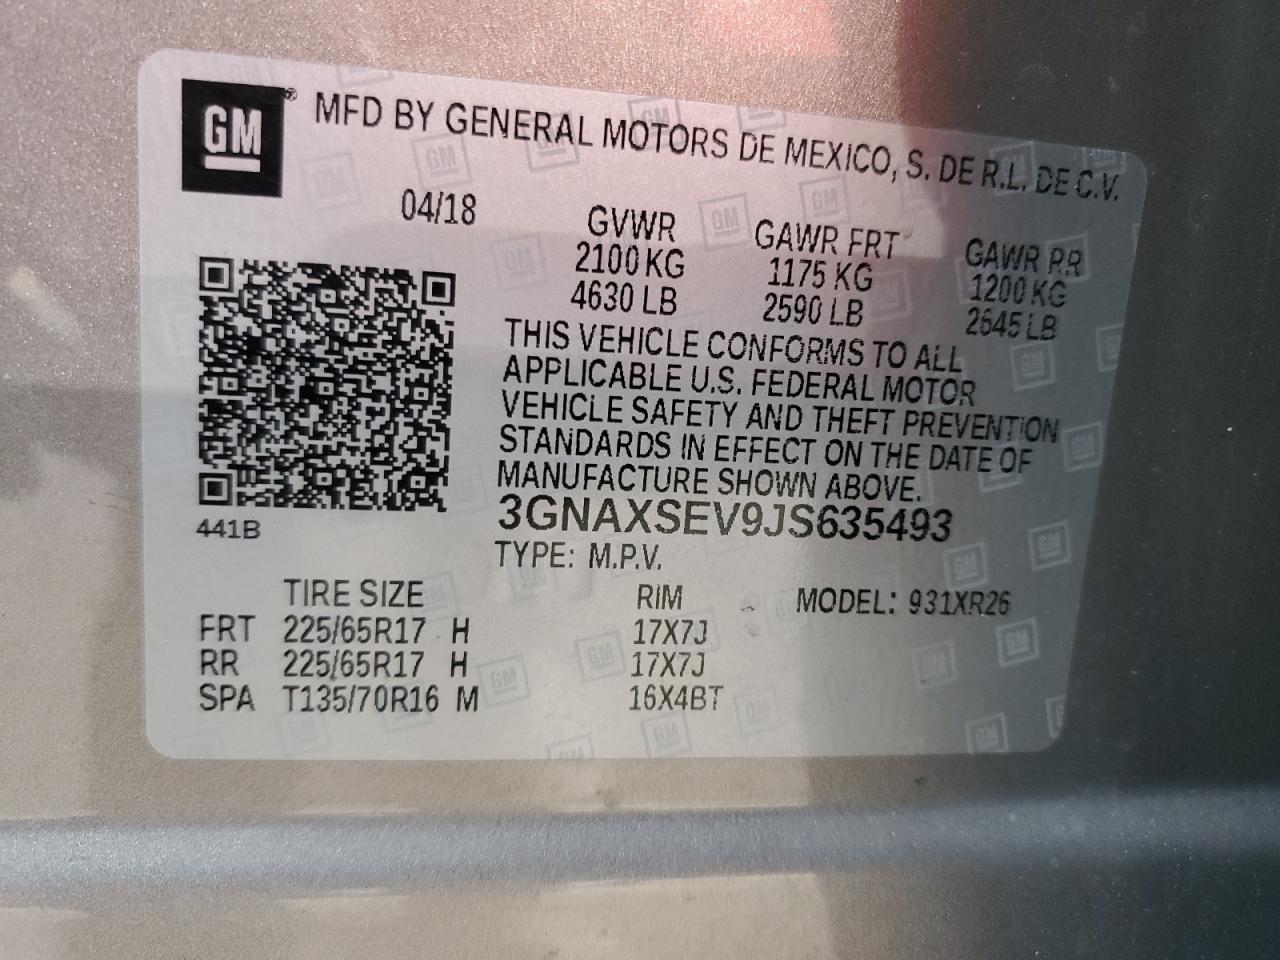 GM ® MFD BY GENERAL MOTORS DE MEXICO, S. DE R.L. DE C.V.
04/18
GVWR GAWR FRT GAWR RR
2100 KG 1175 KG 1200 KG
4630 LB 2590 LB 2645 LB
THIS VEHICLE CONFORMS TO ALL
APPLICABLE U.S. FEDERAL MOTOR
VEHICLE SAFETY AND THEFT PREVENTION
STANDARDS IN EFFECT ON THE DATE OF
MANUFACTURE SHOWN ABOVE.
3GNAXSEV9JS635493
441B
TYPE: M.P.V.
TIRE SIZE RIM MODEL: 931XR26
FRT 225/65R17 H 17X7J
RR 225/65R17 H 17X7J
SPA T135/70R16 M 16X4BT